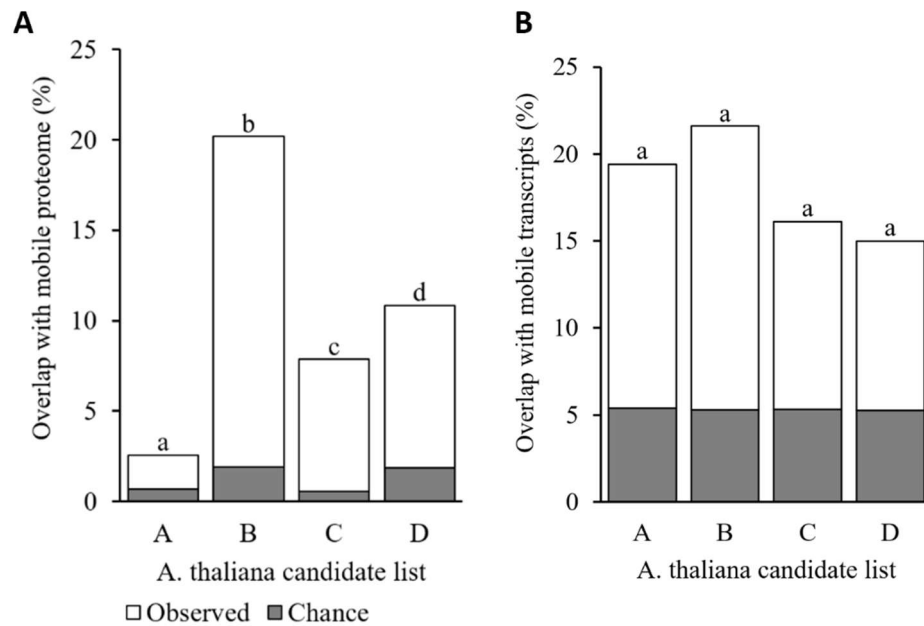 A
Overlap with mobile proteome (%)
25
20
15
10
5
0
a
b
c
d
A B C D
A. thaliana candidate list
Observed Chance
B
Overlap with mobile transcripts (%)
25
20
15
10
5
0
a
a
a
a
A B C D
A. thaliana candidate list